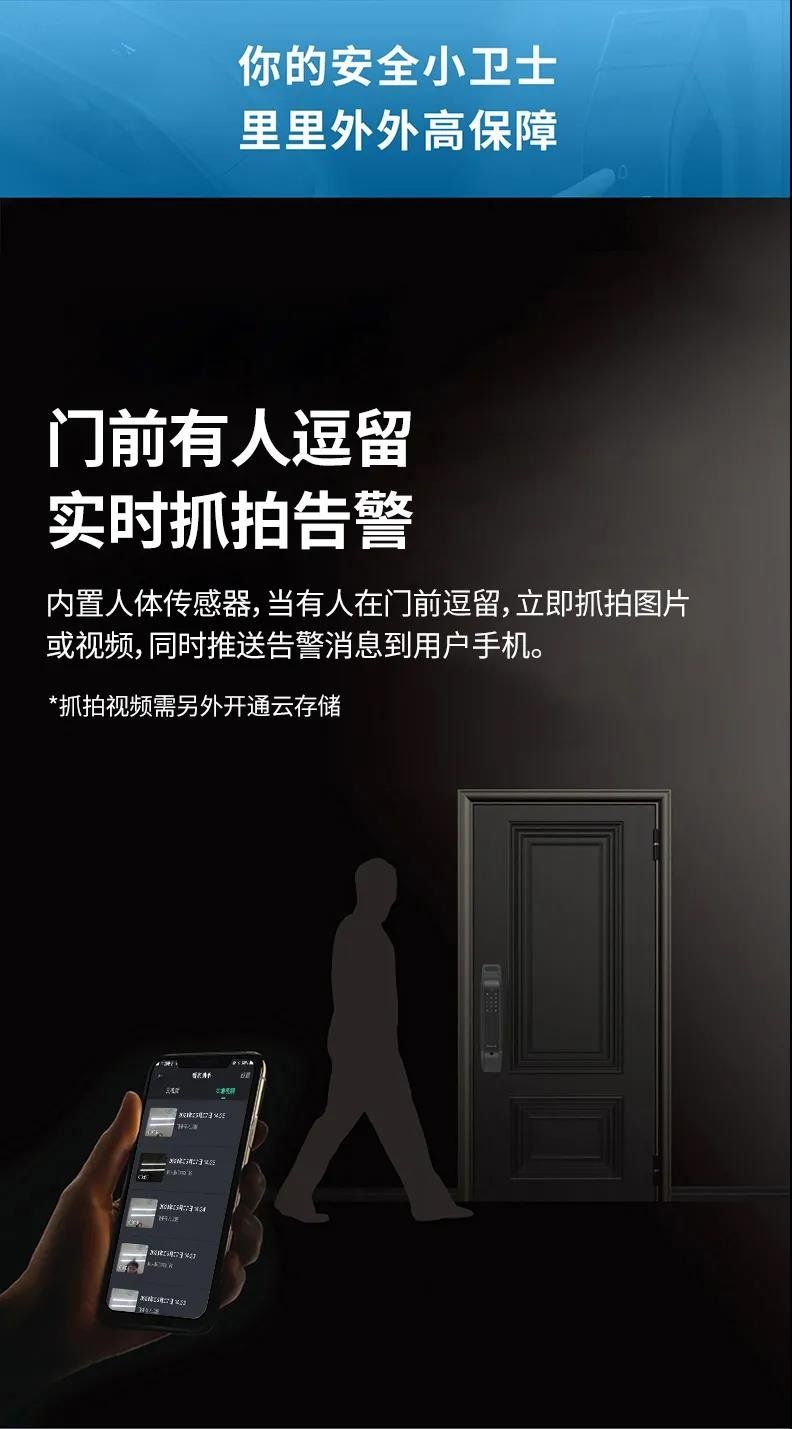 你的安全小卫士
里里外外高保障
门前有人逗留
实时抓拍告警
内置人体传感器，当有人在门前逗留，立即抓拍图片
或视频，同时推送告警消息到用户手机。
*抓拍视频需另外开通云存储